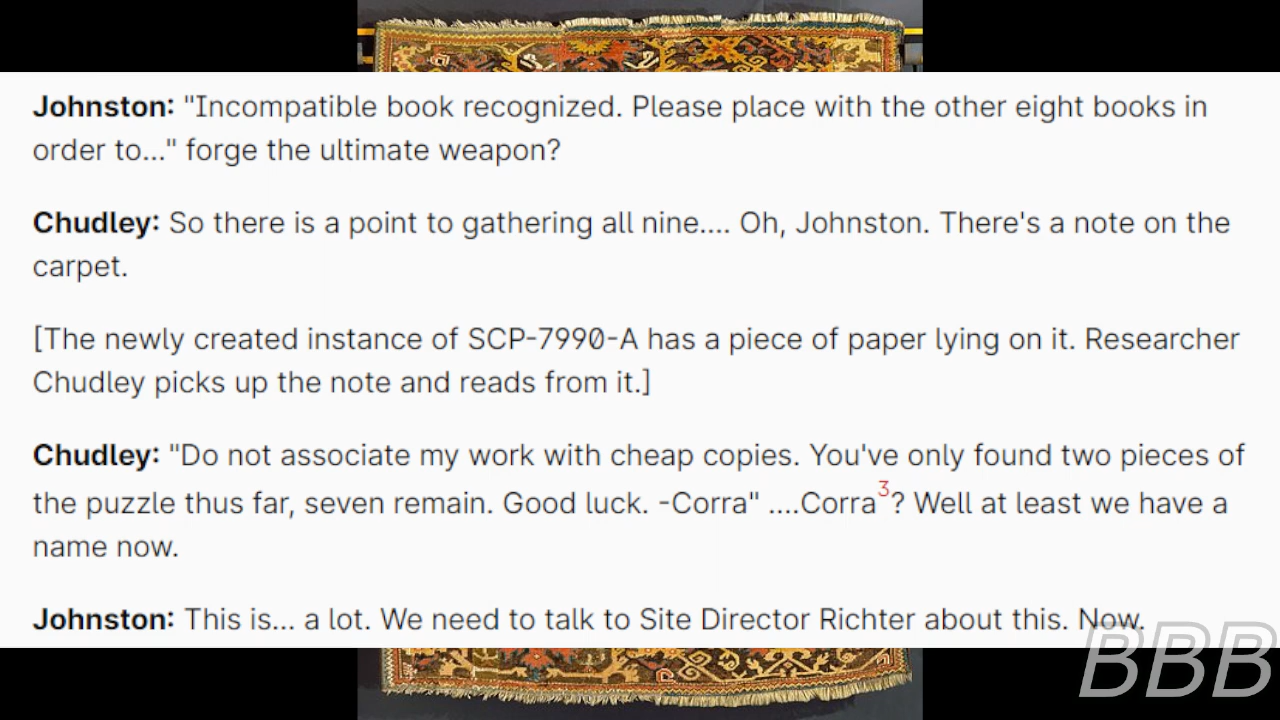 Johnston: "Incompatible book recognized. Please place with the other eight books in
order to..." forge the ultimate weapon?
Chudley: So there is a point to gathering all nine.... Oh, Johnston. There's a note on the
carpet.
[The newly created instance of SCP-7990-A has a piece of paper lying on it. Researcher
Chudley picks up the note and reads from it.]
Chudley: "Do not associate my work with cheap copies. You've only found two pieces of
the puzzle thus far, seven remain. Good luck. -Corra" ....Corra3? Well at least we have a
name now.
Johnston: This is... a lot. We need to talk to Site Director Richter about this. Now.
BBB